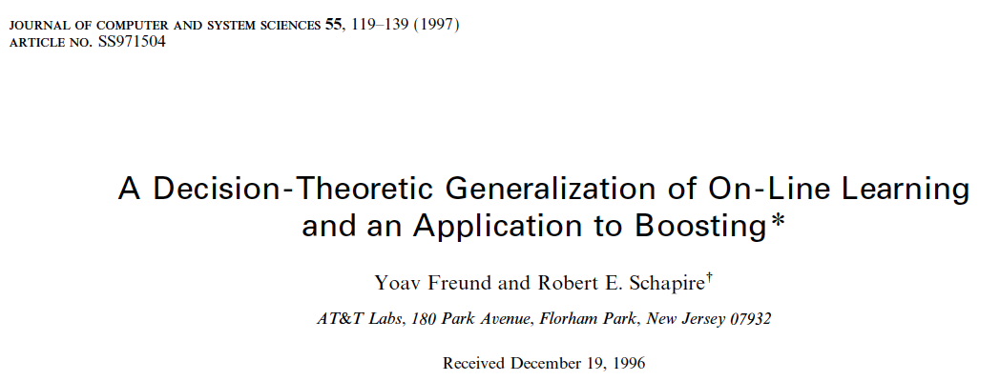 JOURNAL OF COMPUTER AND SYSTEM SCIENCES 55, 119–139 (1997)
ARTICLE NO. SS971504
A Decision-Theoretic Generalization of On-Line Learning
and an Application to Boosting*
Yoav Freund and Robert E. Schapire†
AT&T Labs, 180 Park Avenue, Florham Park, New Jersey 07932
Received December 19, 1996